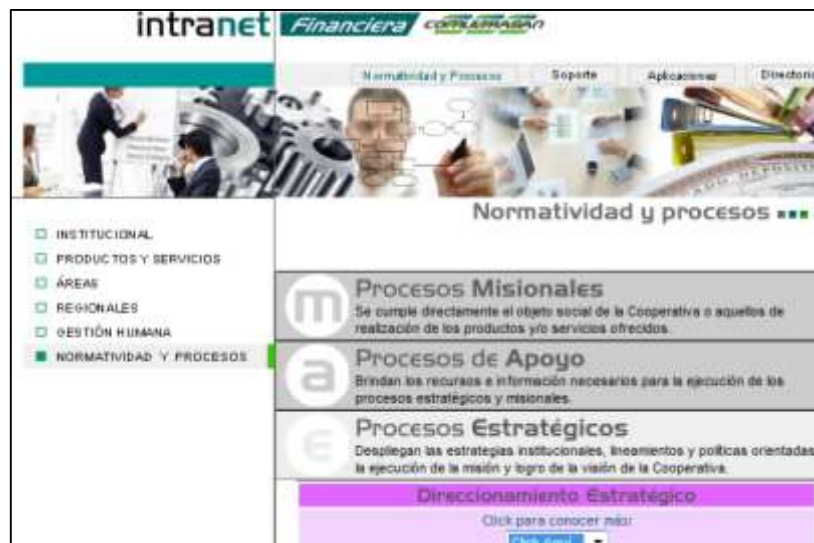 intranet Financiera COMULTRASAN
Normatividad y Procesos Soporte Aplicaciones Directorio
Normatividad y procesos
INSTITUCIONAL
PRODUCTOS Y SERVICIOS
ÁREAS
REGIONALES
GESTIÓN HUMANA
NORMATIVIDAD Y PROCESOS
m Procesos Misionales
Se cumple directamente el objeto social de la Cooperativa o aquellos de
realización de los productos y/o servicios ofrecidos.
a Procesos de Apoyo
Brindan los recursos e información necesarios para la ejecución de los
procesos estratégicos y misionales.
E Procesos Estratégicos
Despliegan las estrategias institucionales, lineamientos y políticas orientadas
la ejecución de la misión y logro de la visión de la Cooperativa.
Direccionamiento Estratégico
Click para conocer más:
Click Aquí